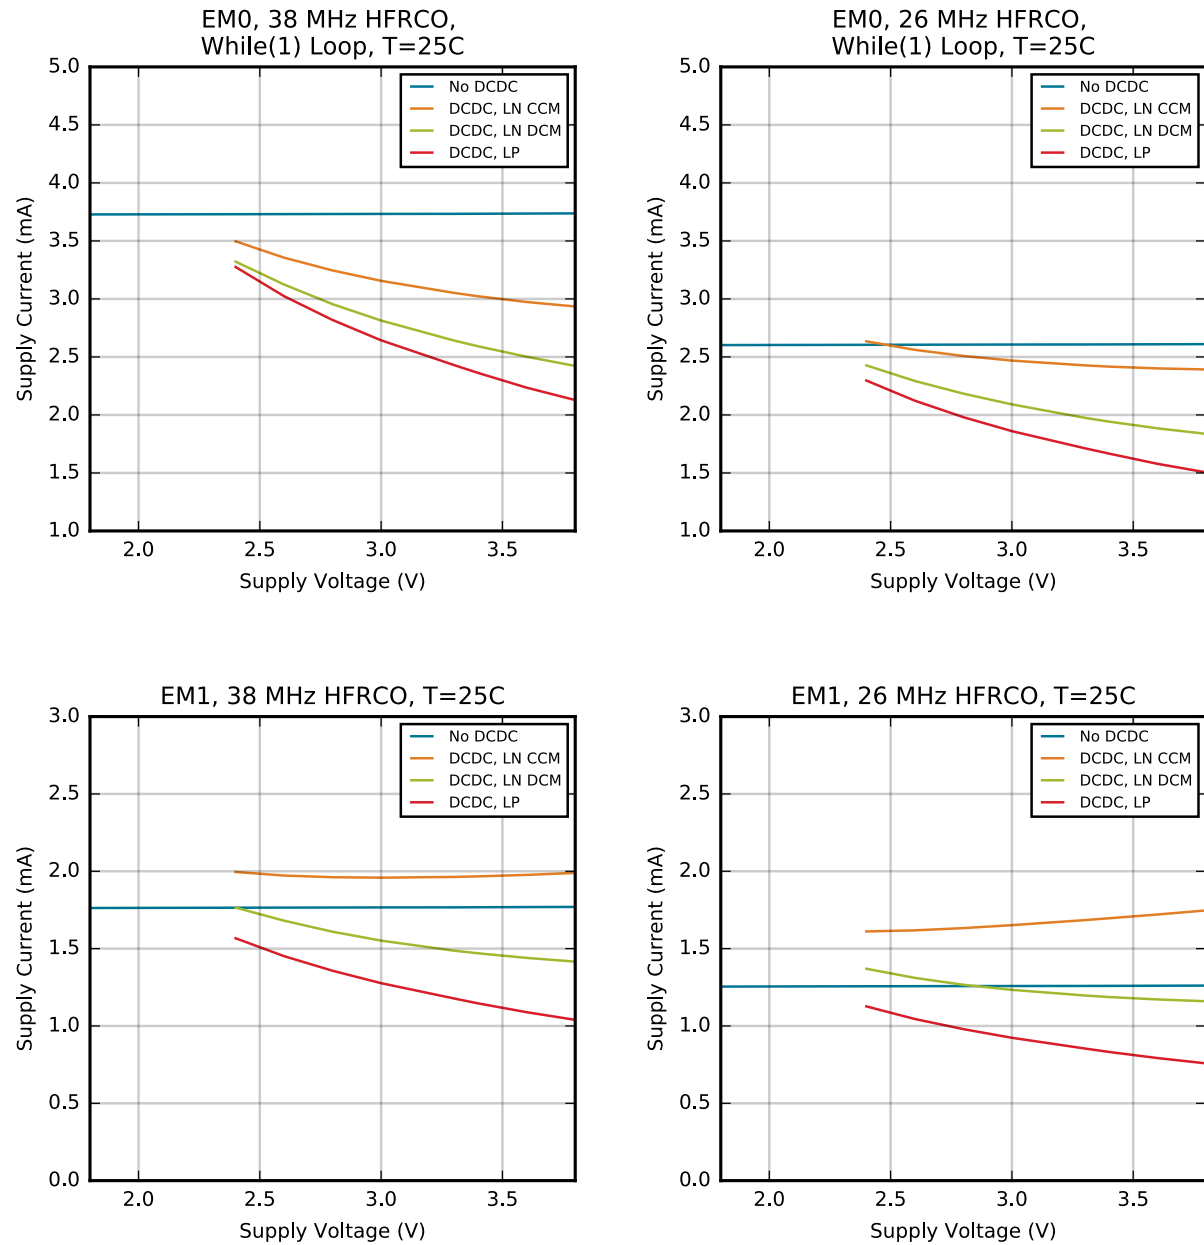 EM0, 38 MHz HFRCO,
While(1) Loop, T=25C
5.0
4.5
4.0
3.5
3.0
2.5
2.0
1.5
1.0
Supply Current (mA)
No DCDC
DCDC, LN CCM
DCDC, LN DCM
DCDC, LP
2.0 2.5 3.0 3.5
Supply Voltage (V)
EM0, 26 MHz HFRCO,
While(1) Loop, T=25C
5.0
4.5
4.0
3.5
3.0
2.5
2.0
1.5
1.0
Supply Current (mA)
No DCDC
DCDC, LN CCM
DCDC, LN DCM
DCDC, LP
2.0 2.5 3.0 3.5
Supply Voltage (V)
EM1, 38 MHz HFRCO, T=25C
3.0
2.5
2.0
1.5
1.0
0.5
0.0
Supply Current (mA)
No DCDC
DCDC, LN CCM
DCDC, LN DCM
DCDC, LP
2.0 2.5 3.0 3.5
Supply Voltage (V)
EM1, 26 MHz HFRCO, T=25C
3.0
2.5
2.0
1.5
1.0
0.5
0.0
Supply Current (mA)
No DCDC
DCDC, LN CCM
DCDC, LN DCM
DCDC, LP
2.0 2.5 3.0 3.5
Supply Voltage (V)